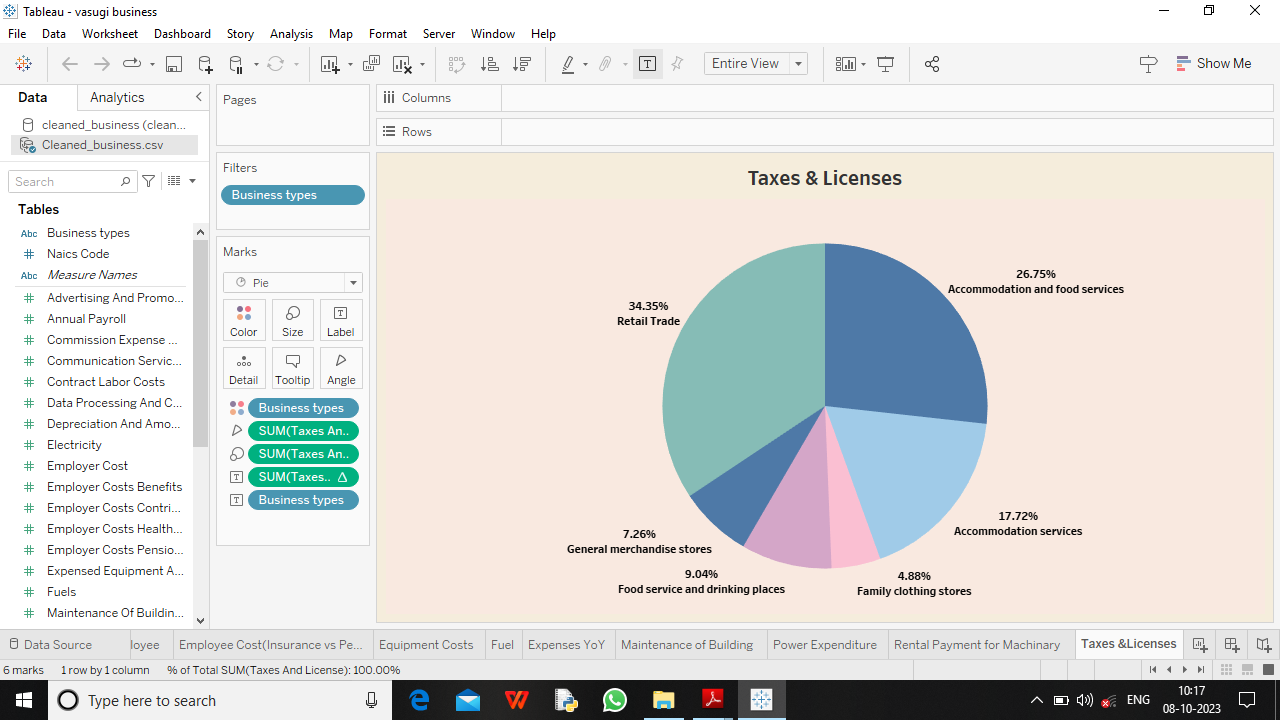 Tableau - vasugi business
File Data Worksheet Dashboard Story Analysis Map Format Server Window Help
Entire View
Show Me
Data Analytics
cleaned_business (clean...
Cleaned_business.csv
Search
Tables
Abc Business types
# Naics Code
Abc Measure Names
# Advertising And Promo...
# Annual Payroll
# Commission Expense ...
# Communication Servic...
# Contract Labor Costs
# Data Processing And C...
# Depreciation And Amo...
# Electricity
# Employer Cost
# Employer Costs Benefits
# Employer Costs Contri...
# Employer Costs Health...
# Employer Costs Pensio...
# Expensed Equipment A...
# Fuels
# Maintenance Of Buildin...
Pages
Filters
Business types
Marks
Pie
Color Size Label
Detail Tooltip Angle
Business types
SUM(Taxes An..
SUM(Taxes An..
SUM(Taxes..
Business types
Columns
Rows
Taxes & Licenses
26.75%
Accommodation and food services
34.35%
Retail Trade
17.72%
Accommodation services
7.26%
General merchandise stores
9.04%
Food service and drinking places
4.88%
Family clothing stores
Data Source loyee Employee Cost(Insurance vs Pe... Equipment Costs Fuel Expenses YoY Maintenance of Building Power Expenditure Rental Payment for Machinary Taxes &Licenses
6 marks 1 row by 1 column % of Total SUM(Taxes And License): 100.00%
Type here to search
ENG
10:17
08-10-2023